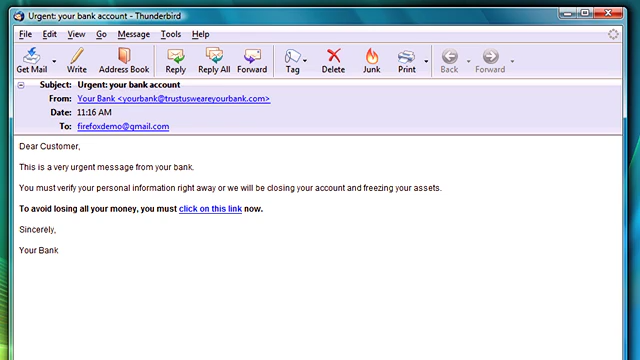 Urgent: your bank account - Thunderbird
File Edit View Go Message Tools Help
Get Mail Write Address Book Reply Reply All Forward Tag Delete Junk Print Back Forward
Subject: Urgent: your bank account
From: Your Bank <yourbank@trustusweareyourbank.com>
Date: 11:16 AM
To: firefoxdemo@gmail.com
Dear Customer,
This is a very urgent message from your bank.
You must verify your personal information right away or we will be closing your account and freezing your assets.
To avoid losing all your money, you must click on this link now.
Sincerely,
Your Bank